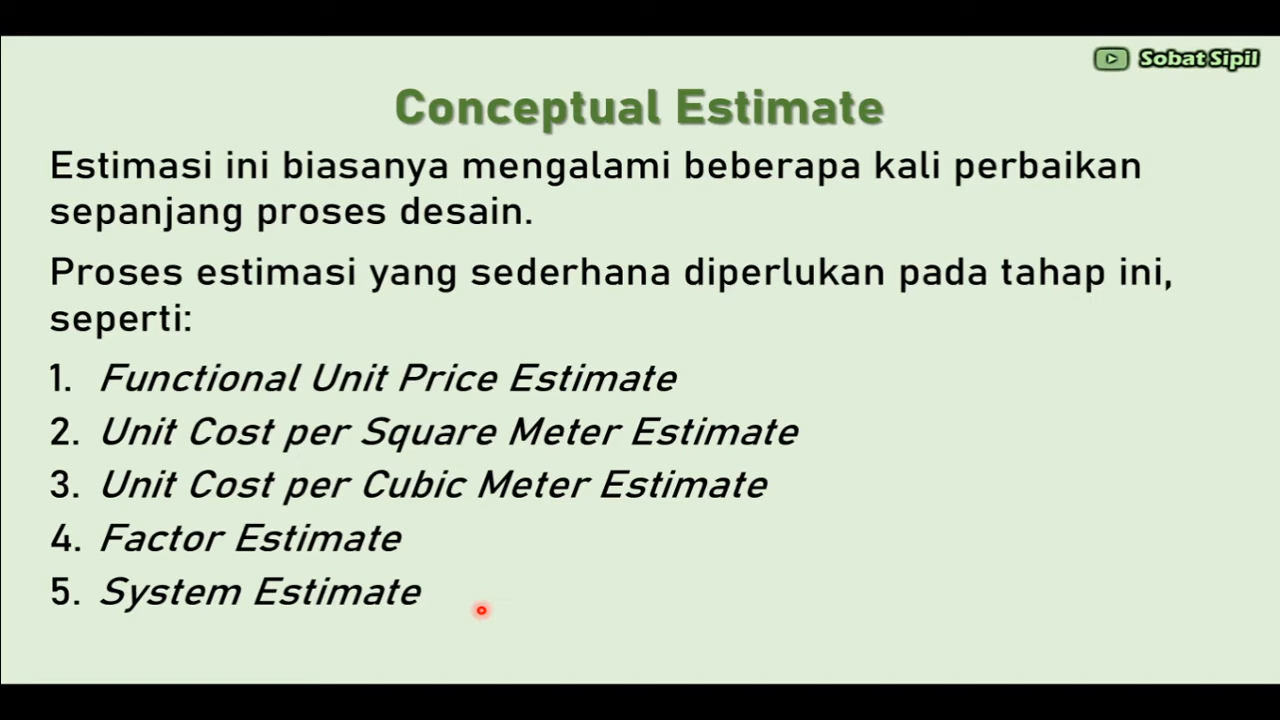 Sobat Sipil
Conceptual Estimate
Estimasi ini biasanya mengalami beberapa kali perbaikan
sepanjang proses desain.
Proses estimasi yang sederhana diperlukan pada tahap ini,
seperti:
1. Functional Unit Price Estimate
2. Unit Cost per Square Meter Estimate
3. Unit Cost per Cubic Meter Estimate
4. Factor Estimate
5. System Estimate